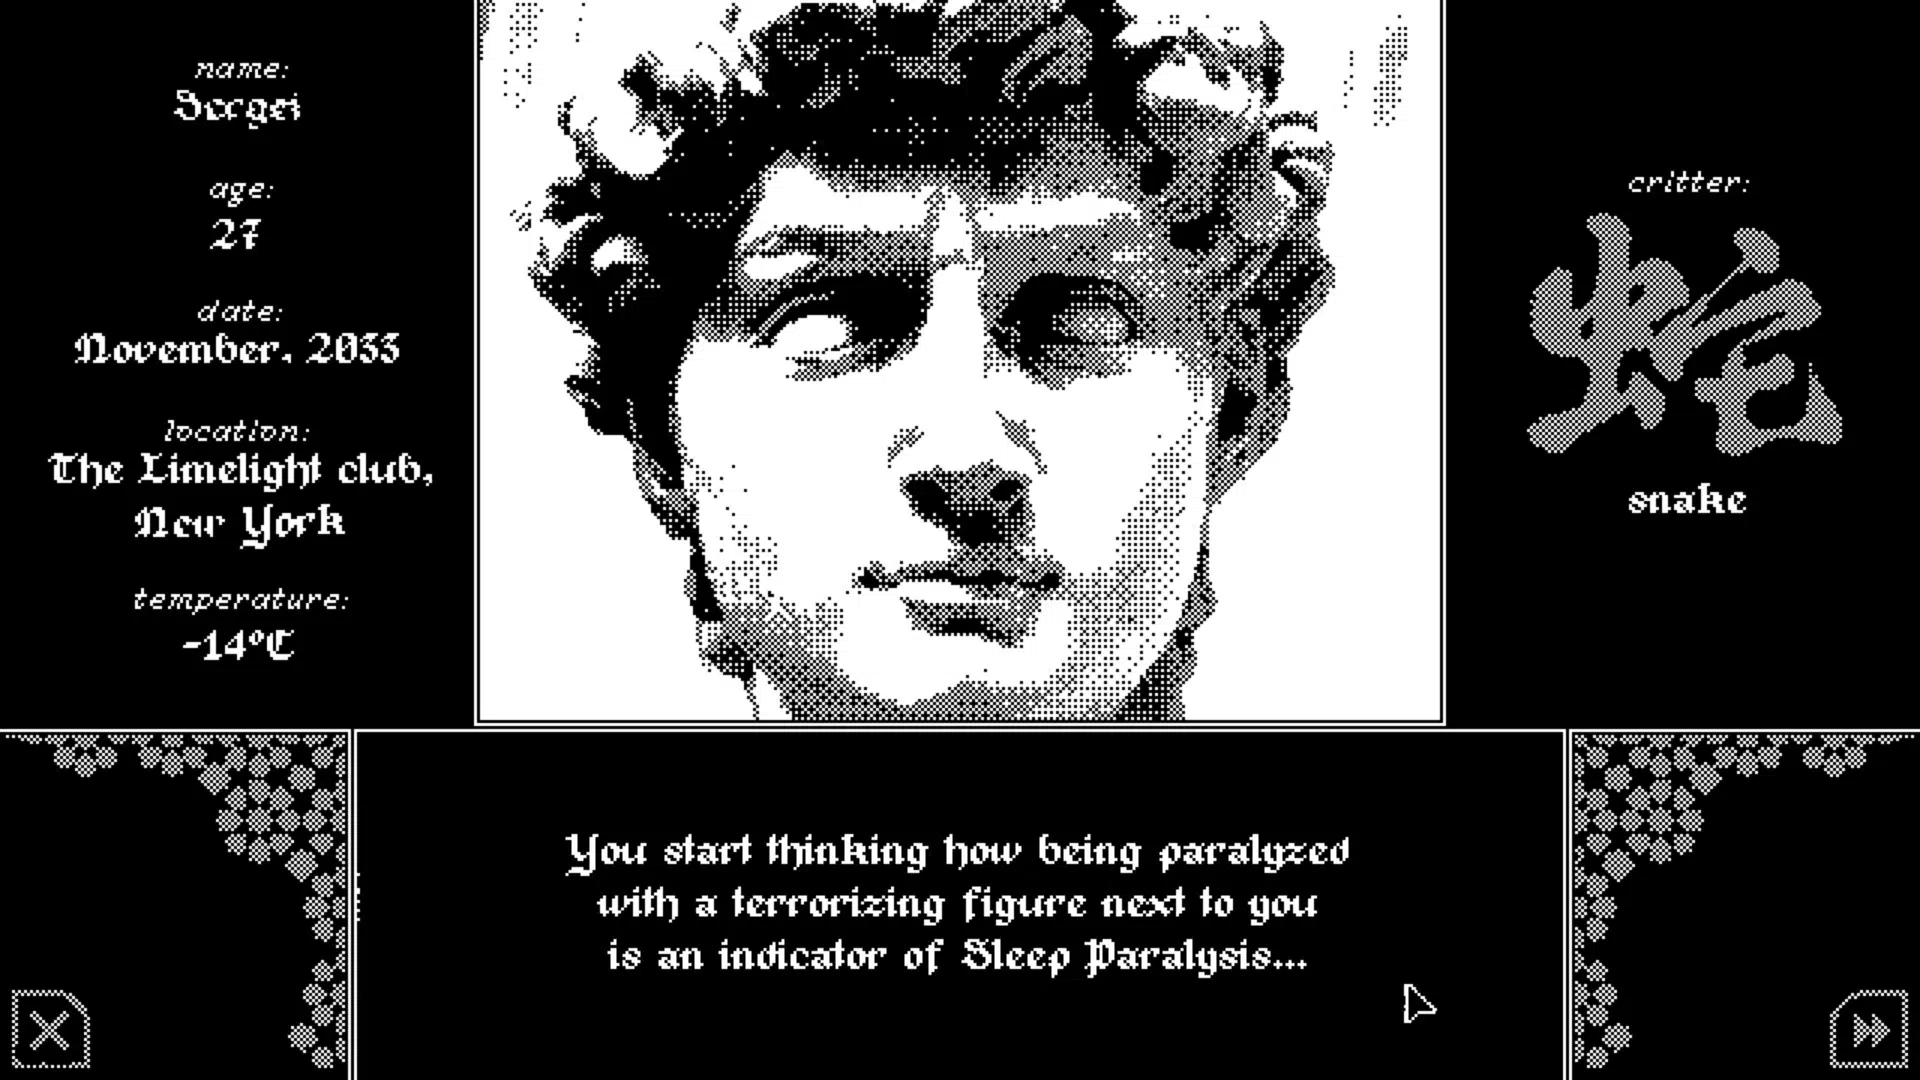 name:
Sergei
age:
27
date:
November, 2033
location:
The Limelight club,
New York
temperature:
-14°C
critter:
蛇
snake
You start thinking how being paralyzed
with a terrorizing figure next to you
is an indicator of Sleep Paralysis...